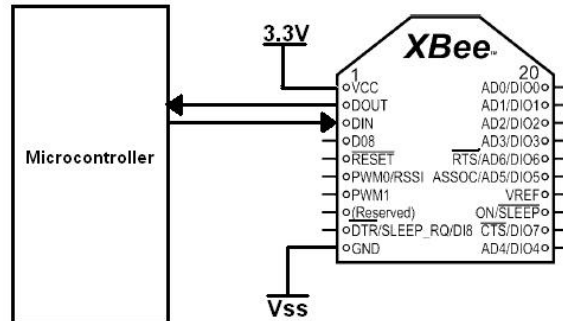 3.3V
XBee™
1
20
VCC
AD0/DIO0
DOUT
AD1/DIO1
DIN
AD2/DIO2
D08
AD3/DIO3
Microcontroller
RESET
RTS/AD6/DIO6
PWM0/RSSI
ASSOC/AD5/DIO5
PWM1
VREF
(Reserved)
ON/SLEEP
DTR/SLEEP_RQ/DI8
CTS/DIO7
GND
AD4/DIO4
Vss